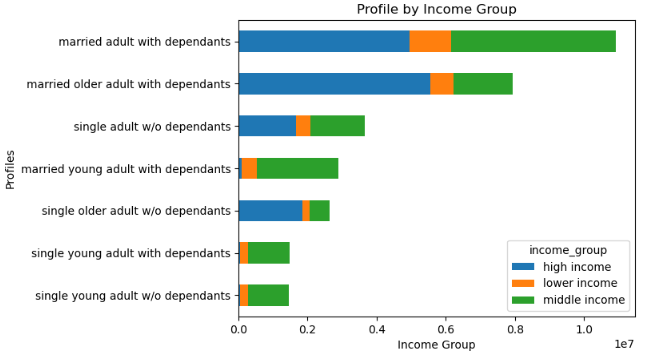 Profile by Income Group
married adult with dependants
married older adult with dependants
single adult w/o dependants
married young adult with dependants
single older adult w/o dependants
single young adult with dependants
single young adult w/o dependants
Profiles
income_group
high income
lower income
middle income
0.0 0.2 0.4 0.6 0.8 1.0
1e7
Income Group